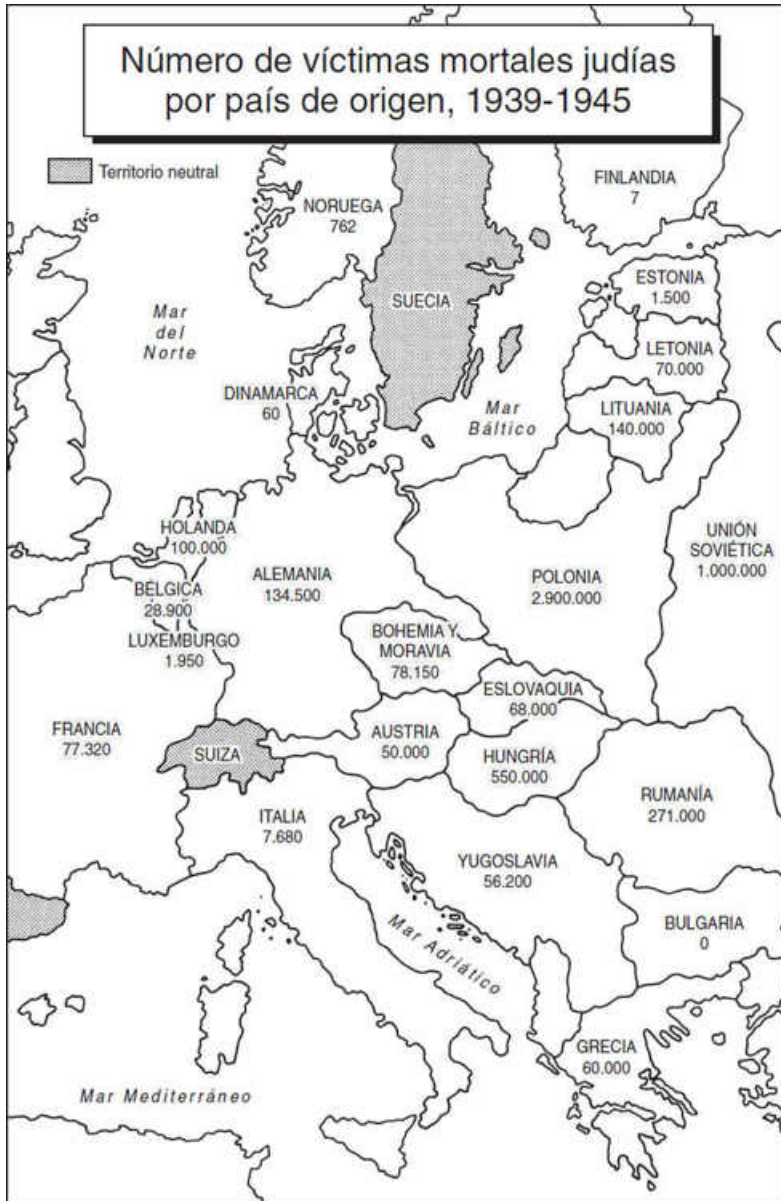 Número de víctimas mortales judías
por país de origen, 1939-1945
Territorio neutral
FINLANDIA
7
NORUEGA
762
SUECIA
ESTONIA
1.500
Mar
del
Norte
LETONIA
70.000
DINAMARCA
60
LITUANIA
140.000
Mar
Báltico
HOLANDA
100.000
UNIÓN
SOVIÉTICA
1.000.000
ALEMANIA
134.500
POLONIA
2.900.000
BÉLGICA
28.900
LUXEMBURGO
1.950
BOHEMIA Y
MORAVIA
78.150
ESLOVAQUIA
68.000
FRANCIA
77.320
SUIZA
AUSTRIA
50.000
HUNGRÍA
550.000
RUMANÍA
271.000
ITALIA
7.680
YUGOSLAVIA
56.200
BULGARIA
0
Mar Adriático
GRECIA
60.000
Mar Mediterráneo